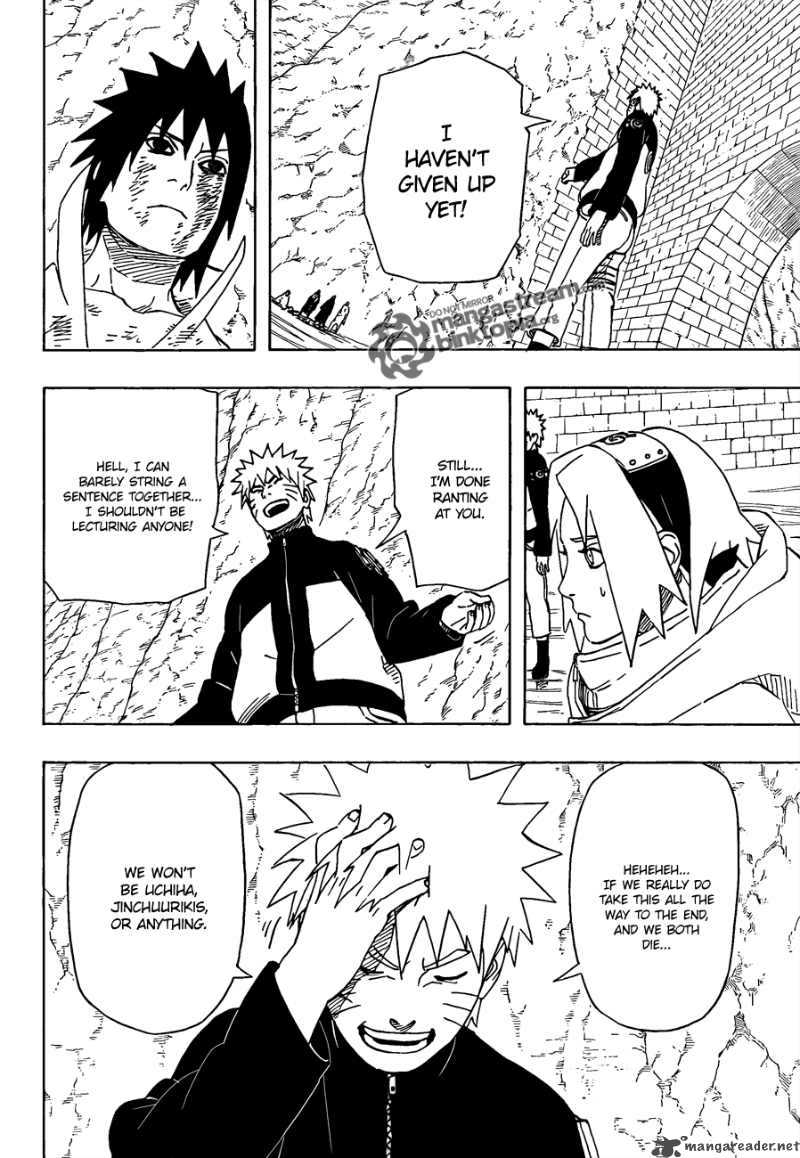 I
HAVEN'T
GIVEN UP
YET!
DO NOT MIRROR
mangastream.com
binktopia.org
STILL...
I'M DONE
RANTING
AT YOU.
HELL, I CAN
BARELY STRING A
SENTENCE TOGETHER...
I SHOULDN'T BE
LECTURING ANYONE!
HEHEHEH...
IF WE REALLY DO
TAKE THIS ALL THE
WAY TO THE END,
AND WE BOTH
DIE...
WE WON'T
BE UCHIHA,
JINCHUURIKIS,
OR ANYTHING.
mangareader.net